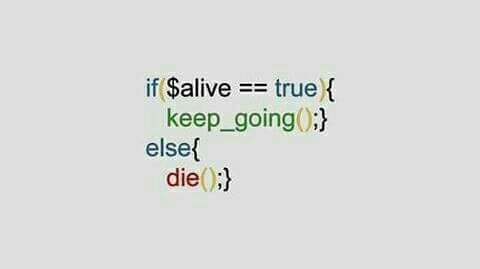 if($alive == true){
keep_going();}
else{
die();}